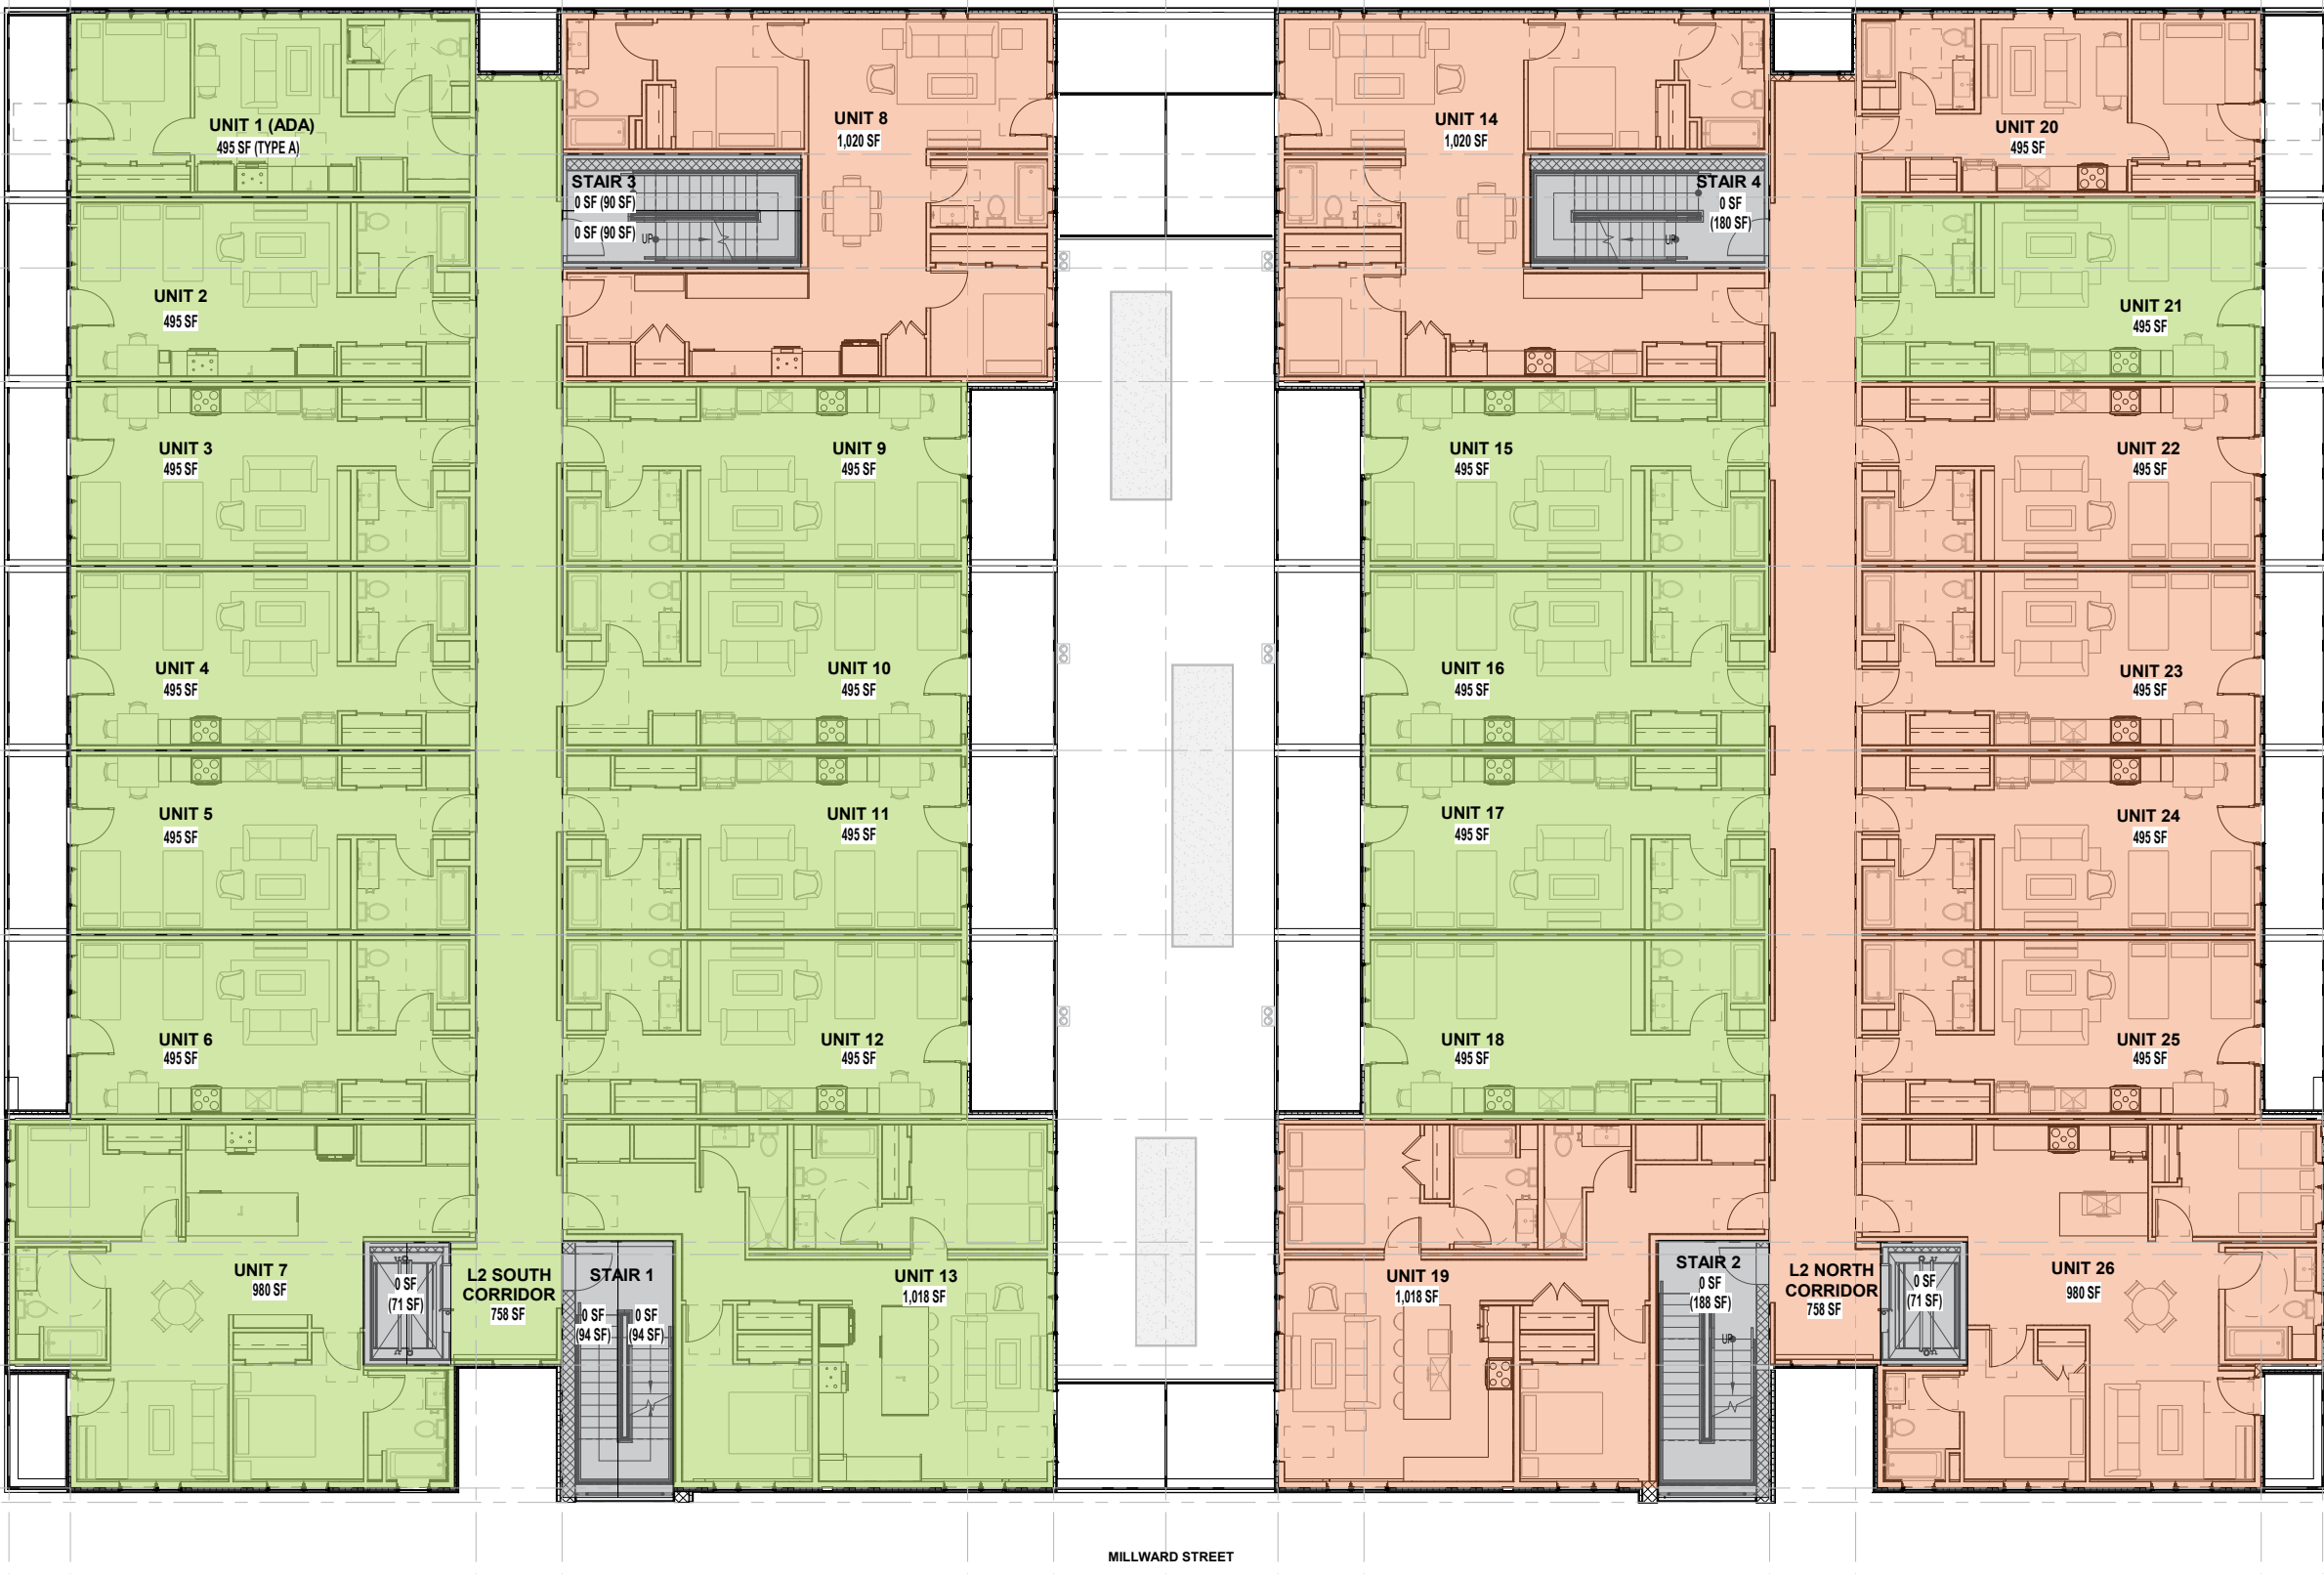 UNIT 1 (ADA)
495 SF (TYPE A)
UNIT 2
495 SF
UNIT 3
495 SF
UNIT 4
495 SF
UNIT 5
495 SF
UNIT 6
495 SF
UNIT 7
980 SF
0 SF
(71 SF)
L2 SOUTH
CORRIDOR
758 SF
UNIT 8
1,020 SF
STAIR 3
0 SF (90 SF)
0 SF (90 SF)
UP
UNIT 9
495 SF
UNIT 10
495 SF
UNIT 11
495 SF
UNIT 12
495 SF
STAIR 1
0 SF
(94 SF)
0 SF
(94 SF)
UNIT 13
1,018 SF
UNIT 14
1,020 SF
STAIR 4
0 SF
(180 SF)
UP
UNIT 15
495 SF
UNIT 16
495 SF
UNIT 17
495 SF
UNIT 18
495 SF
UNIT 19
1,018 SF
STAIR 2
0 SF
(188 SF)
UP
L2 NORTH
CORRIDOR
758 SF
0 SF
(71 SF)
UNIT 20
495 SF
UNIT 21
495 SF
UNIT 22
495 SF
UNIT 23
495 SF
UNIT 24
495 SF
UNIT 25
495 SF
UNIT 26
980 SF
MILLWARD STREET